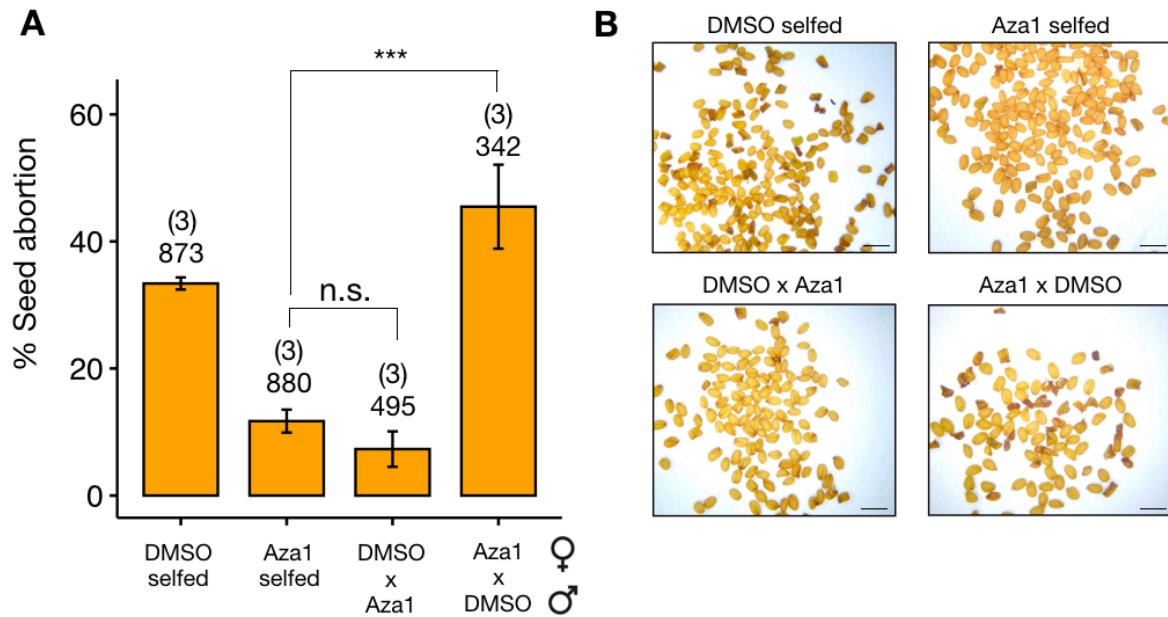 A
% Seed abortion
60
40
20
0
(3)
873
(3)
880
(3)
495
(3)
342
n.s.
***
DMSO
selfed
Aza1
selfed
DMSO
x
Aza1
Aza1
x
DMSO
♀
♂
B
DMSO selfed
Aza1 selfed
DMSO x Aza1
Aza1 x DMSO